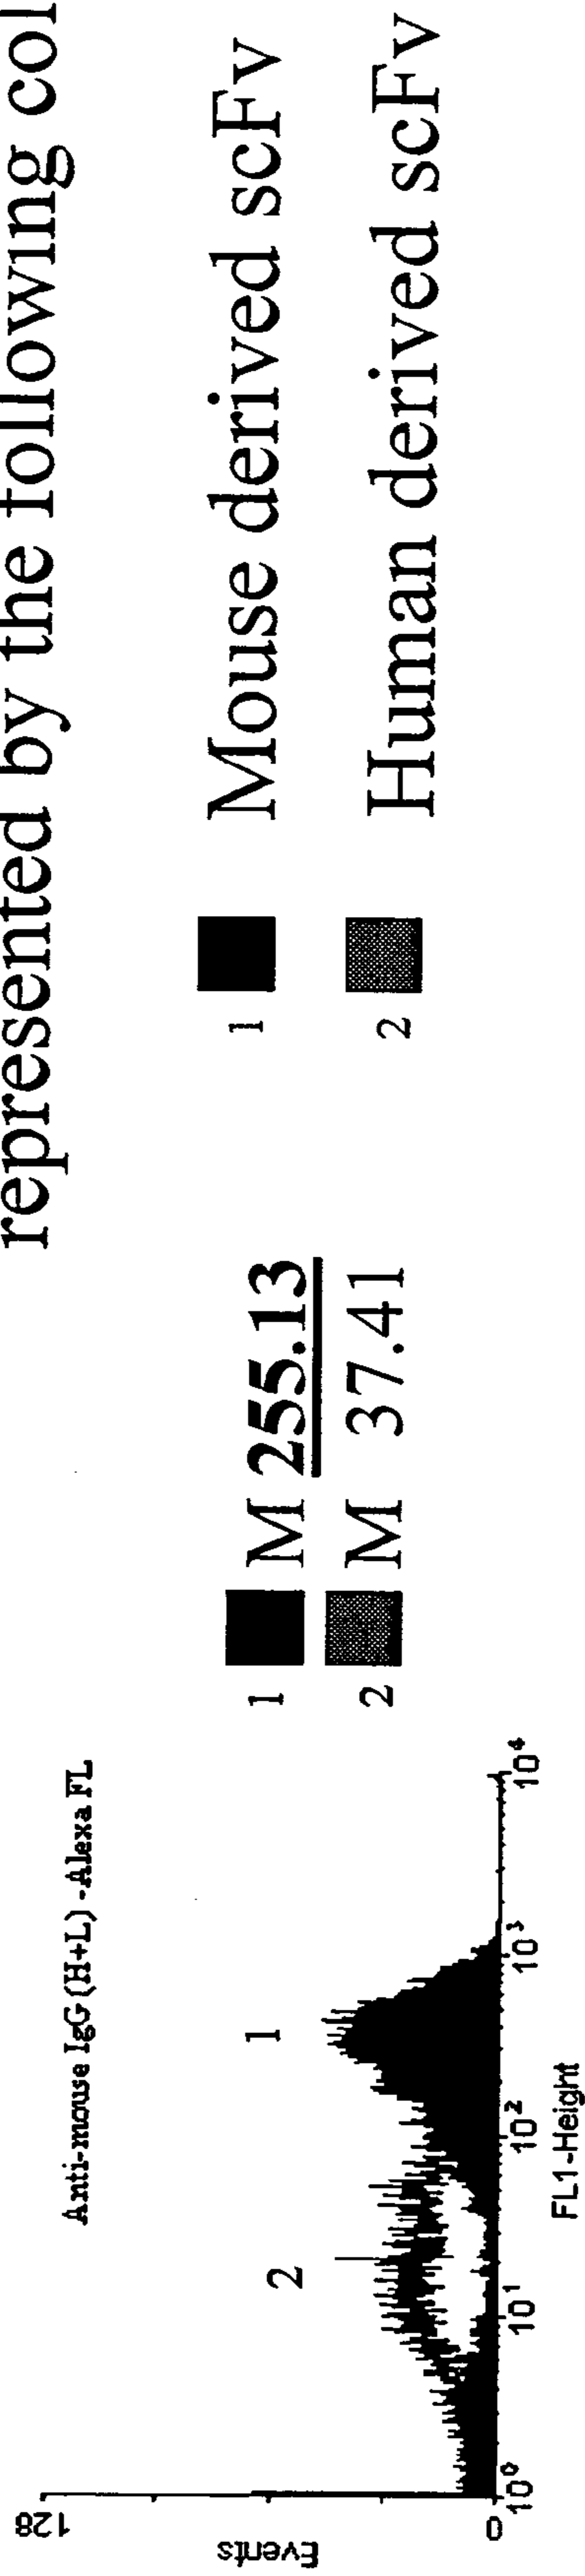 represented by the following col
Anti-mouse IgG (H+L) -Alexa FL
128
Events
0
10⁰
10¹
10²
10³
10⁴
FL1-Height
2
1
1 M 255.13
2 M 37.41
1 Mouse derived scFv
2 Human derived scFv